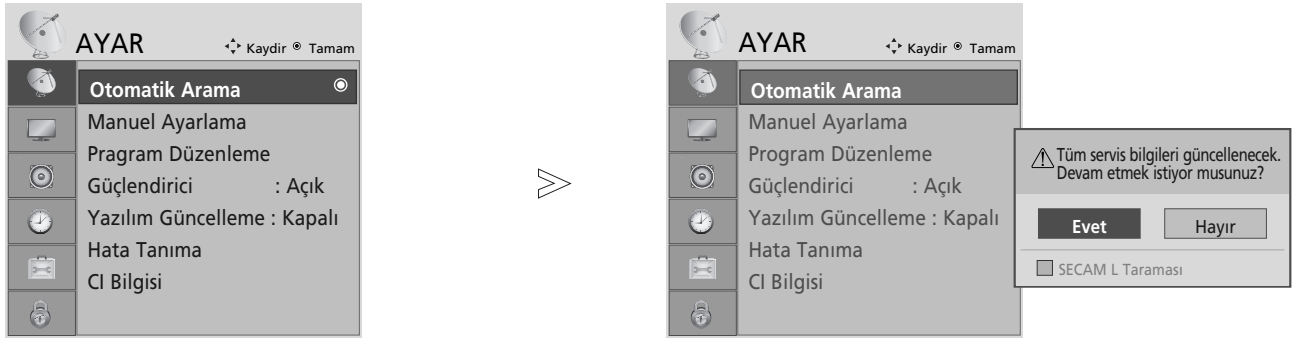 AYAR Kaydir Tamam
Otomatik Arama
Manuel Ayarlama
Pragram Düzenleme
Güçlendirici : Açık
Yazılım Güncelleme : Kapalı
Hata Tanıma
CI Bilgisi
AYAR Kaydir Tamam
Otomatik Arama
Manuel Ayarlama
Program Düzenleme
Güçlendirici : Açık
Yazılım Güncelleme : Kapalı
Hata Tanıma
CI Bilgisi
Tüm servis bilgileri güncellenecek.
Devam etmek istiyor musunuz?
Evet Hayır
SECAM L Taraması